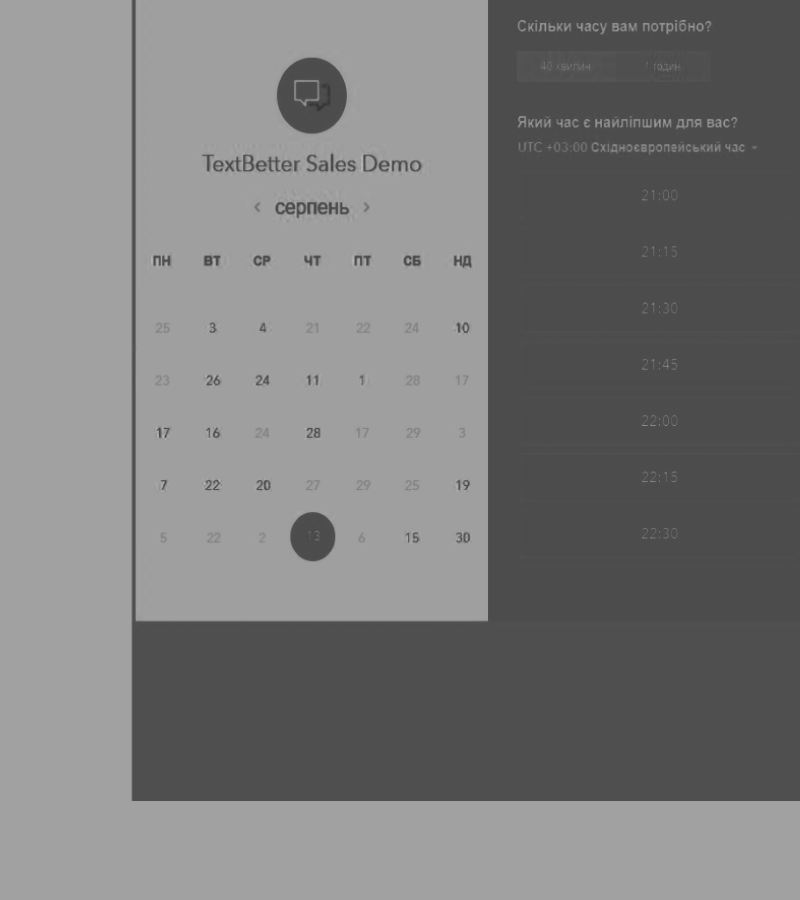 TextBetter Sales Demo
< серпень >
ПН ВТ СР ЧТ ПТ СБ НД
25 3 4 21 22 24 10
23 26 24 11 1 28 17
17 16 24 28 17 29 3
7 22 20 27 29 25 19
5 22 2 13 6 15 30
Скільки часу вам потрібно?
40 хвилин 1 годин
Який час є найліпшим для вас?
UTC +03:00 Східноєвропейський час
21:00
21:15
21:30
21:45
22:00
22:15
22:30